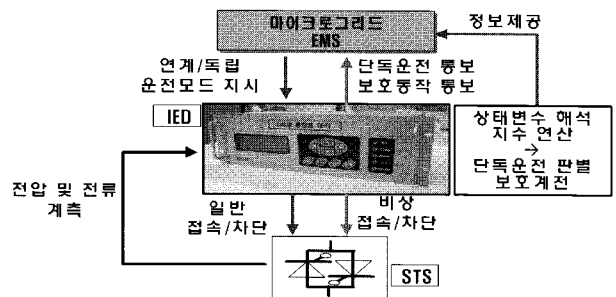 마이크로그리드
EMS
정보제공
연계/독립
운전모드 지시
단독운전 통보
보호동작 통보
IED
상태변수 해석
지수 연산
→
단독운전 판별
보호계전
전압 및 전류
계측
일반
접속/차단
비상
접속/차단
STS